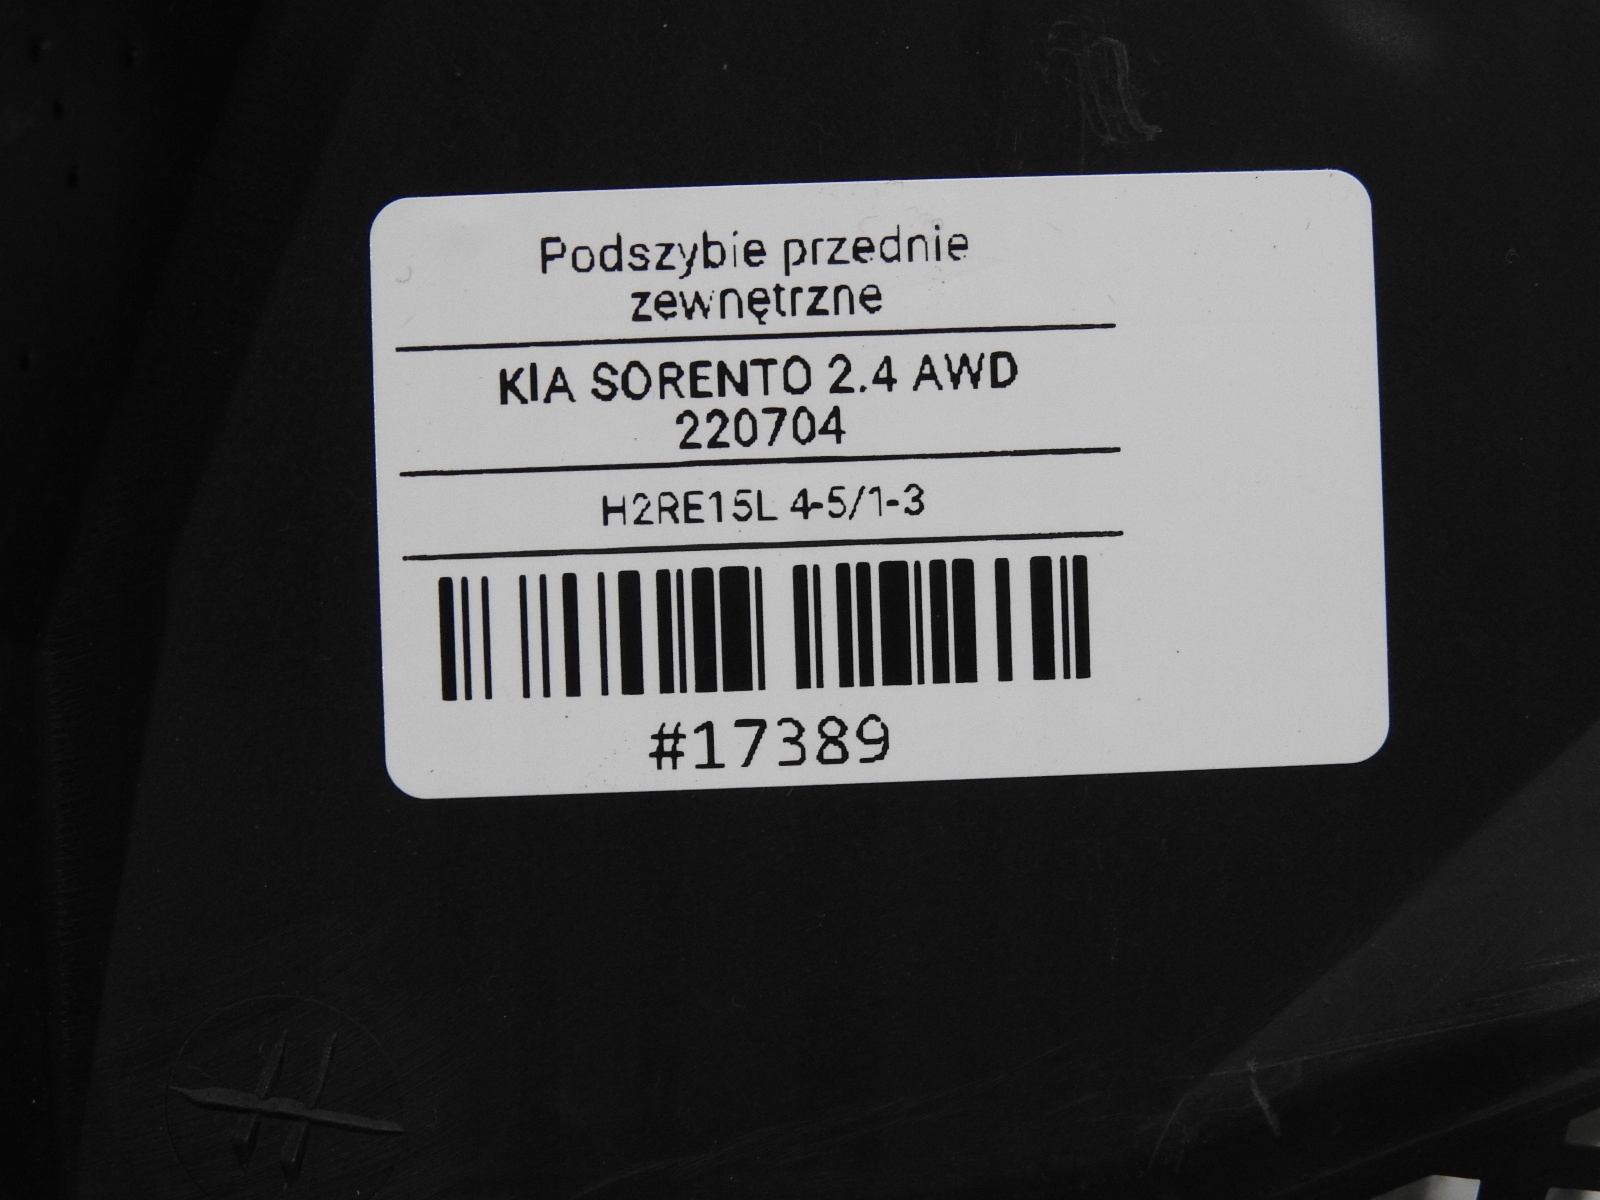 Podszybie przednie
zewnętrzne
KIA SORENTO 2.4 AWD
220704
H2RE15L 4-5/1-3
#17389